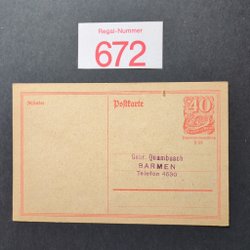 Regal-Nummer
672
Absender
Postkarte
40
Gebr. Quambusch
BARMEN
Telefon 4690